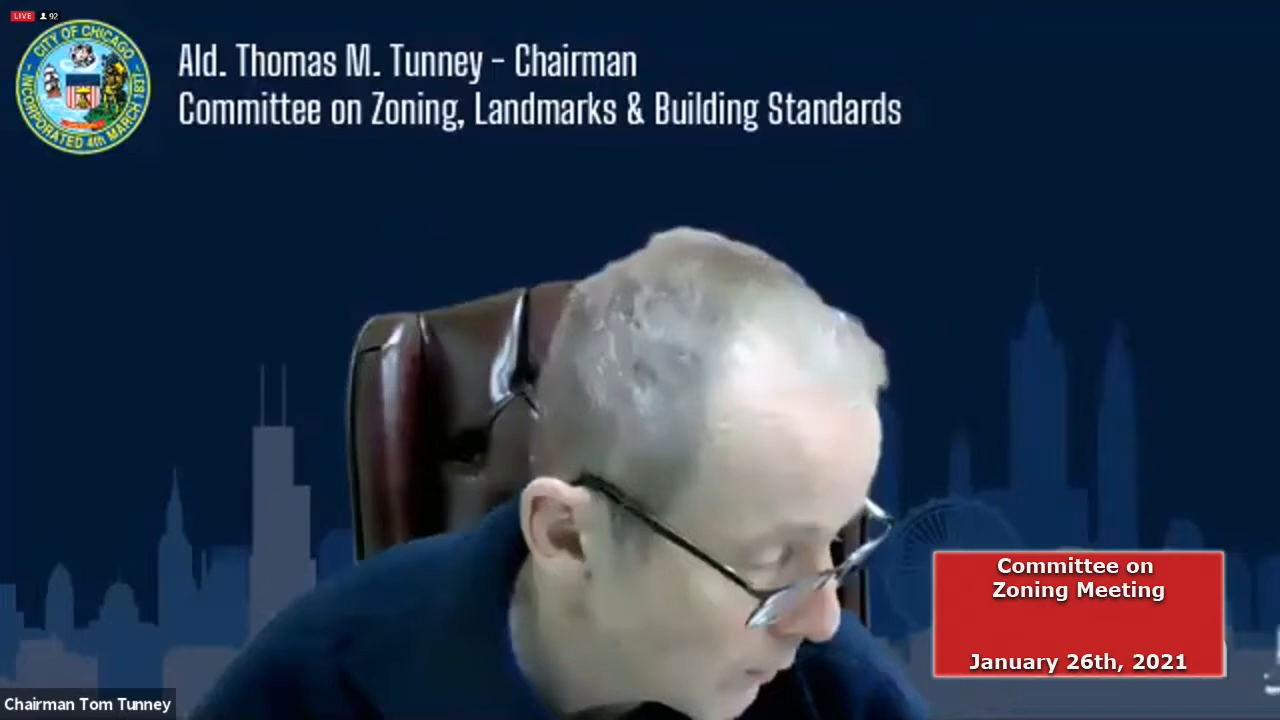 LIVE 92
CITY OF CHICAGO
INCORPORATED 4th MARCH 1837
Ald. Thomas M. Tunney - Chairman
Committee on Zoning, Landmarks & Building Standards
Committee on
Zoning Meeting
January 26th, 2021
Chairman Tom Tunney